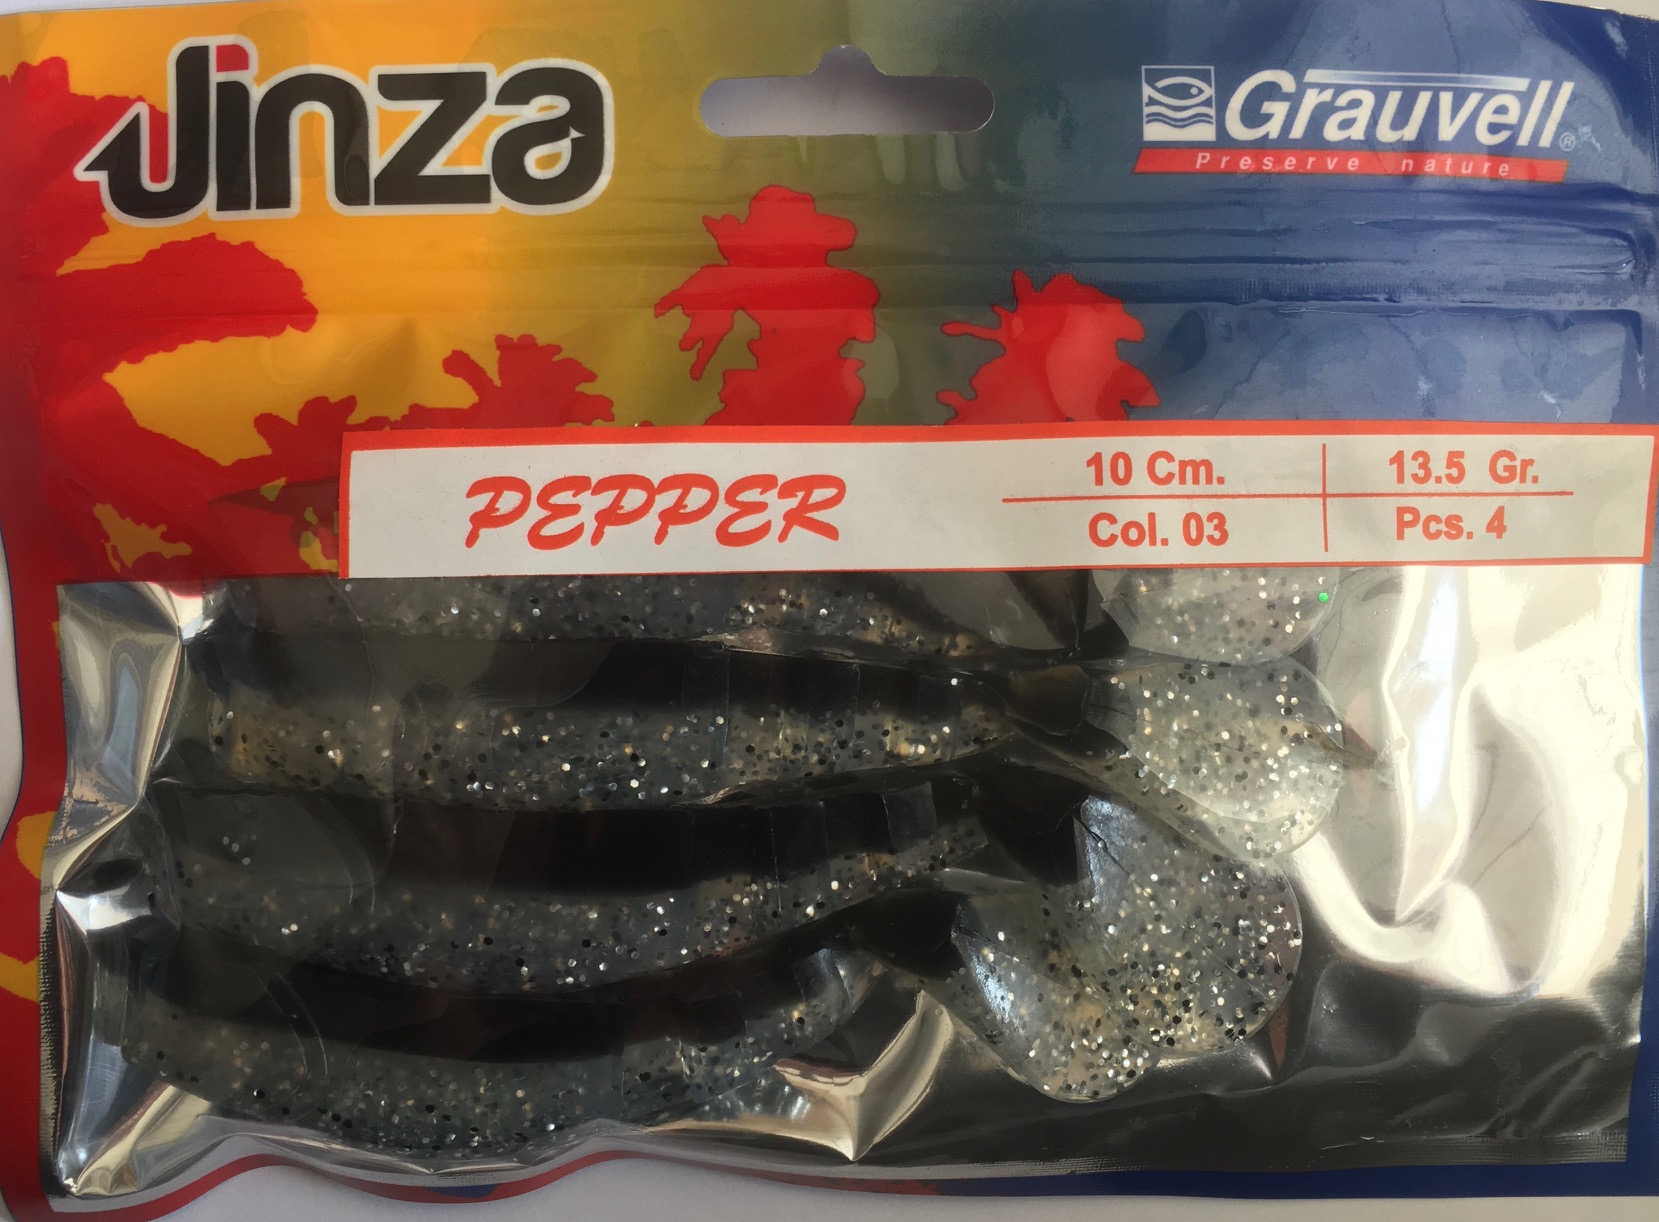 Jinza
Grauvell®
Preserve nature
PEPPER
10 Cm.
13.5 Gr.
Col. 03
Pcs. 4